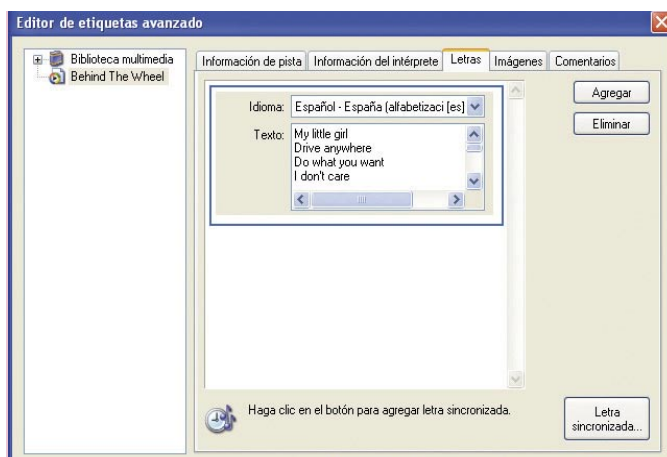 Editor de etiquetas avanzado
Biblioteca multimedia
Behind The Wheel
Información de pista Información del intérprete Letras Imágenes Comentarios
Idioma: Español - España (alfabetizaci [es]
Texto: My little girl
Drive anywhere
Do what you want
I don't care
Agregar
Eliminar
Haga clic en el botón para agregar letra sincronizada.
Letra
sincronizada...